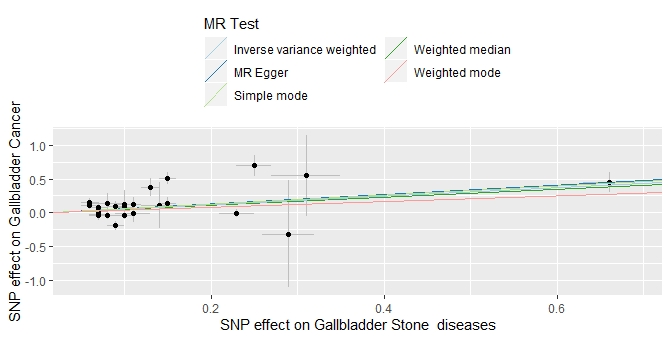 MR Test
Inverse variance weighted
Weighted median
MR Egger
Weighted mode
Simple mode
SNP effect on Gallbladder Cancer
1.0
0.5
0.0
-0.5
-1.0
0.2
0.4
0.6
SNP effect on Gallbladder Stone  diseases